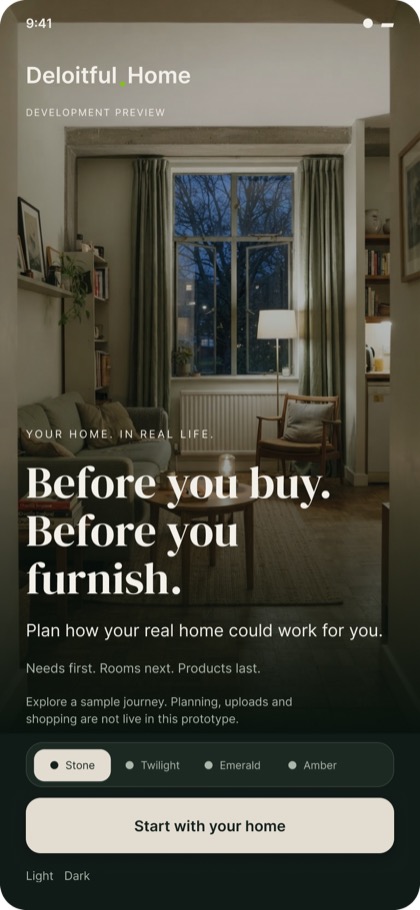 9:41
Deloitful Home
DEVELOPMENT PREVIEW
YOUR HOME. IN REAL LIFE.
Before you buy.
Before you
furnish.
Plan how your real home could work for you.
Needs first. Rooms next. Products last.
Explore a sample journey. Planning, uploads and
shopping are not live in this prototype.
Stone Twilight Emerald Amber
Start with your home
Light Dark